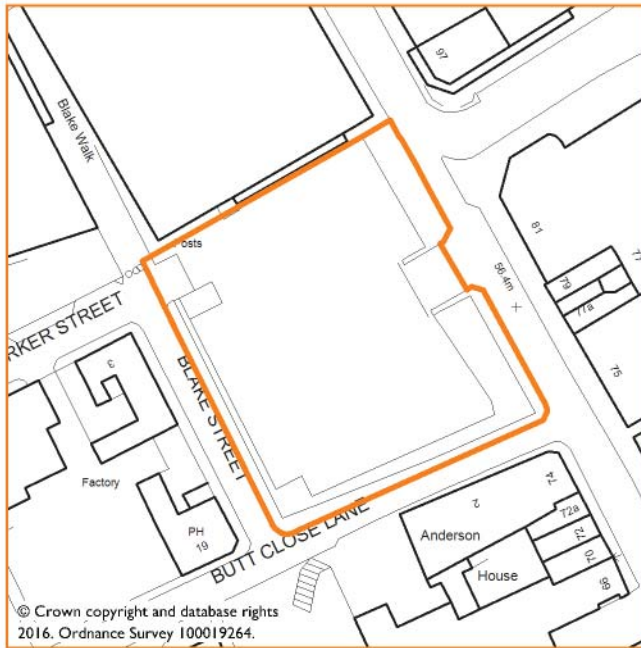 97
Blake Walk
Posts
81
77
56.4m
79
77a
RKER STREET
3
75
BLAKE STREET
Factory
74
2
72a
PH
Anderson
72
19
BUTT CLOSE LANE
70
House
66
© Crown copyright and database rights
2016. Ordnance Survey 100019264.